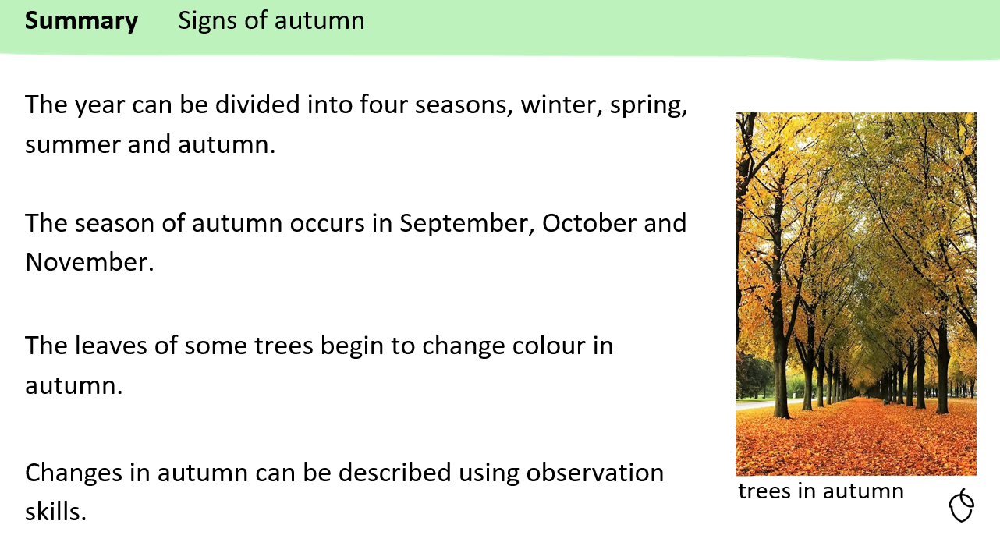 Summary Signs of autumn
The year can be divided into four seasons, winter, spring,
summer and autumn.
The season of autumn occurs in September, October and
November.
The leaves of some trees begin to change colour in
autumn.
Changes in autumn can be described using observation
skills.
trees in autumn